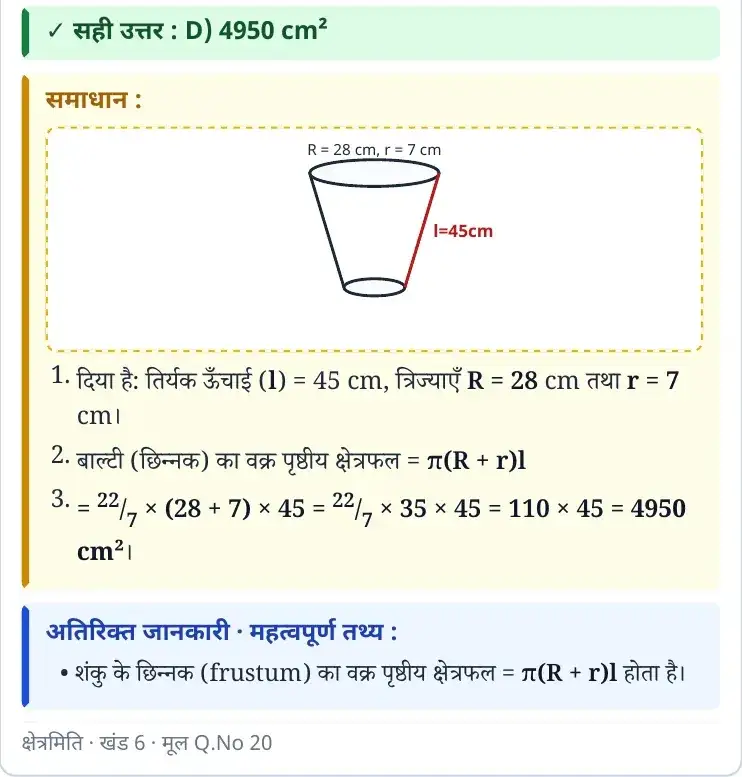 ✓ सही उत्तर : D) 4950 cm²
समाधान :
R = 28 cm, r = 7 cm
l=45cm
1. दिया है: तिर्यक ऊँचाई (l) = 45 cm, त्रिज्याएँ R = 28 cm तथा r = 7
cm।
2. बाल्टी (छिन्नक) का वक्र पृष्ठीय क्षेत्रफल = π(R + r)l
3. = ²²/₇ × (28 + 7) × 45 = ²²/₇ × 35 × 45 = 110 × 45 = 4950
cm²।
अतिरिक्त जानकारी · महत्वपूर्ण तथ्य :
• शंकु के छिन्नक (frustum) का वक्र पृष्ठीय क्षेत्रफल = π(R + r)l होता है।
क्षेत्रमिति · खंड 6 · मूल Q.No 20